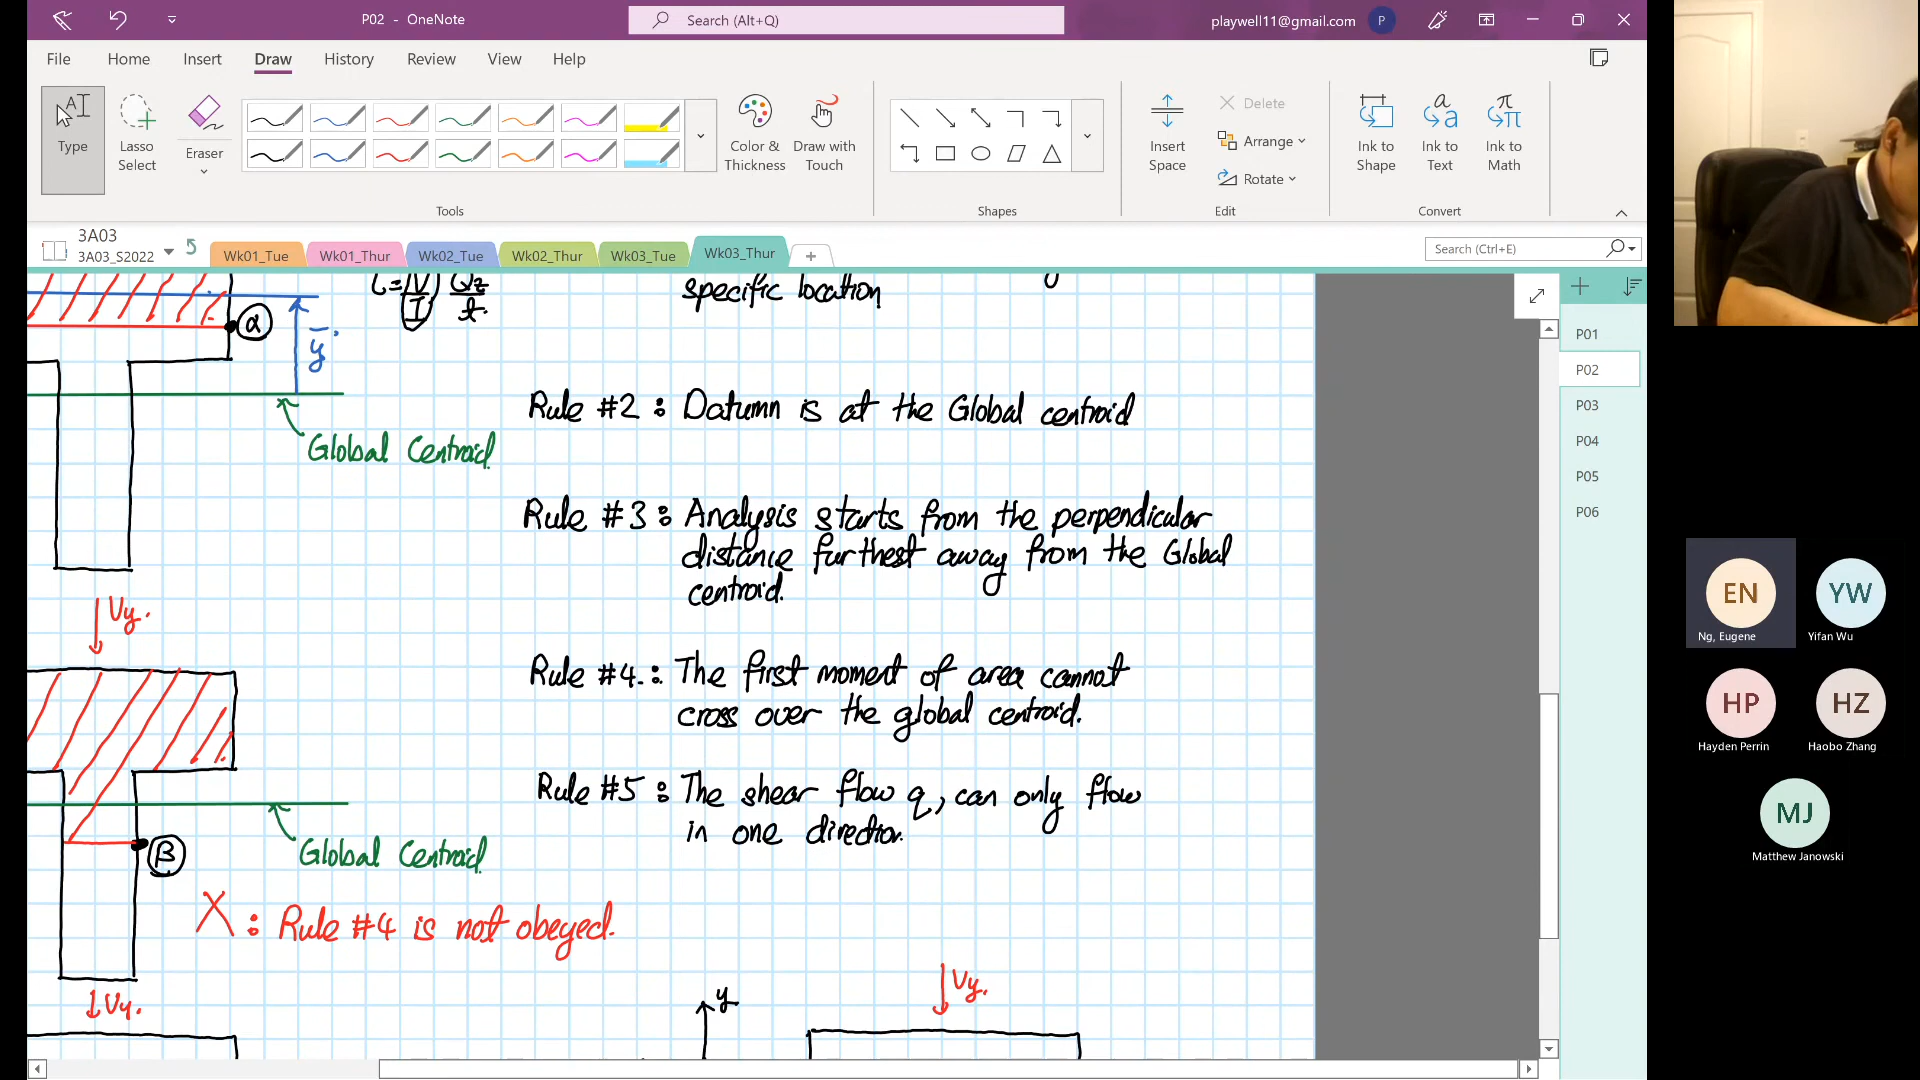 P02 - OneNote
Search (Alt+Q)
playwell11@gmail.com
P
File
Home
Insert
Draw
History
Review
View
Help
Type
Lasso
Select
Eraser
Color &
Thickness
Draw with
Touch
Insert
Space
Delete
Arrange
Rotate
Ink to
Shape
Ink to
Text
Ink to
Math
Tools
Shapes
Edit
Convert
3A03
3A03_S2022
Wk01_Tue
Wk01_Thur
Wk02_Tue
Wk02_Thur
Wk03_Tue
Wk03_Thur
Search (Ctrl+E)
P01
P02
P03
P04
P05
P06
specific location
α
ȳ
Global Centroid.
Rule #2 : Datumn is at the Global centroid
Rule #3 : Analysis starts from the perpendicular
distance furthest away from the Global
centroid.
Vy.
Rule #4. : The first moment of area cannot
cross over the global centroid.
Rule #5 : The shear flow q, can only flow
in one direction.
β
Global Centroid.
X : Rule #4 is not obeyed.
Vy.
y
Vy.
EN
Ng, Eugene
YW
Yifan Wu
HP
Hayden Perrin
HZ
Haobo Zhang
MJ
Matthew Janowski